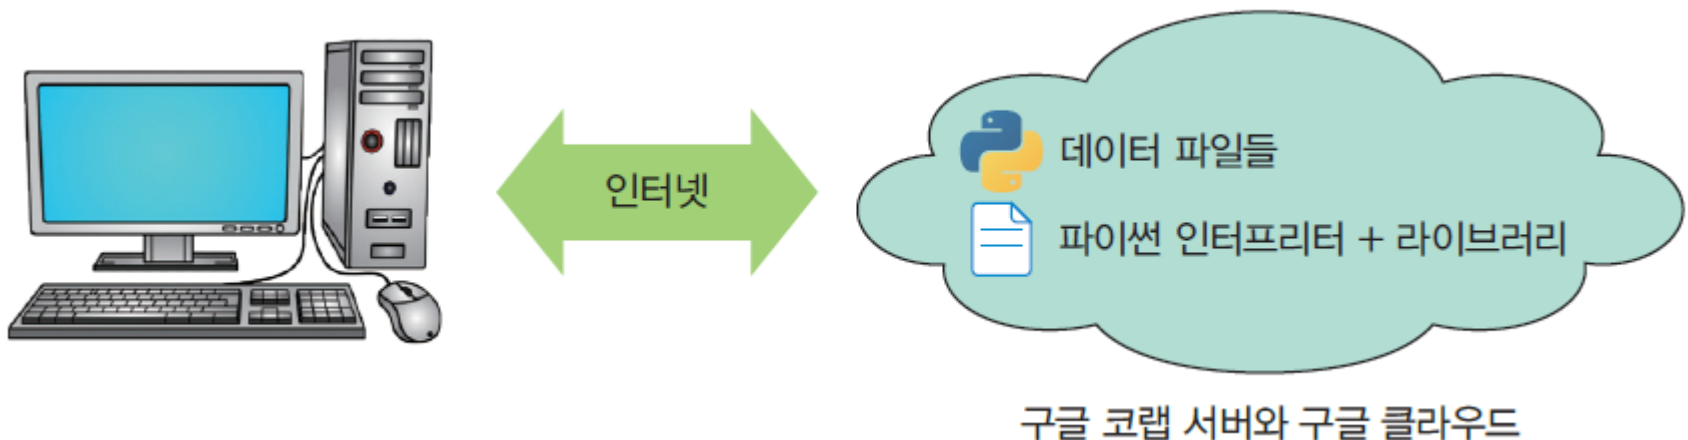 인터넷
데이터 파일들
파이썬 인터프리터 + 라이브러리
구글 코랩 서버와 구글 클라우드